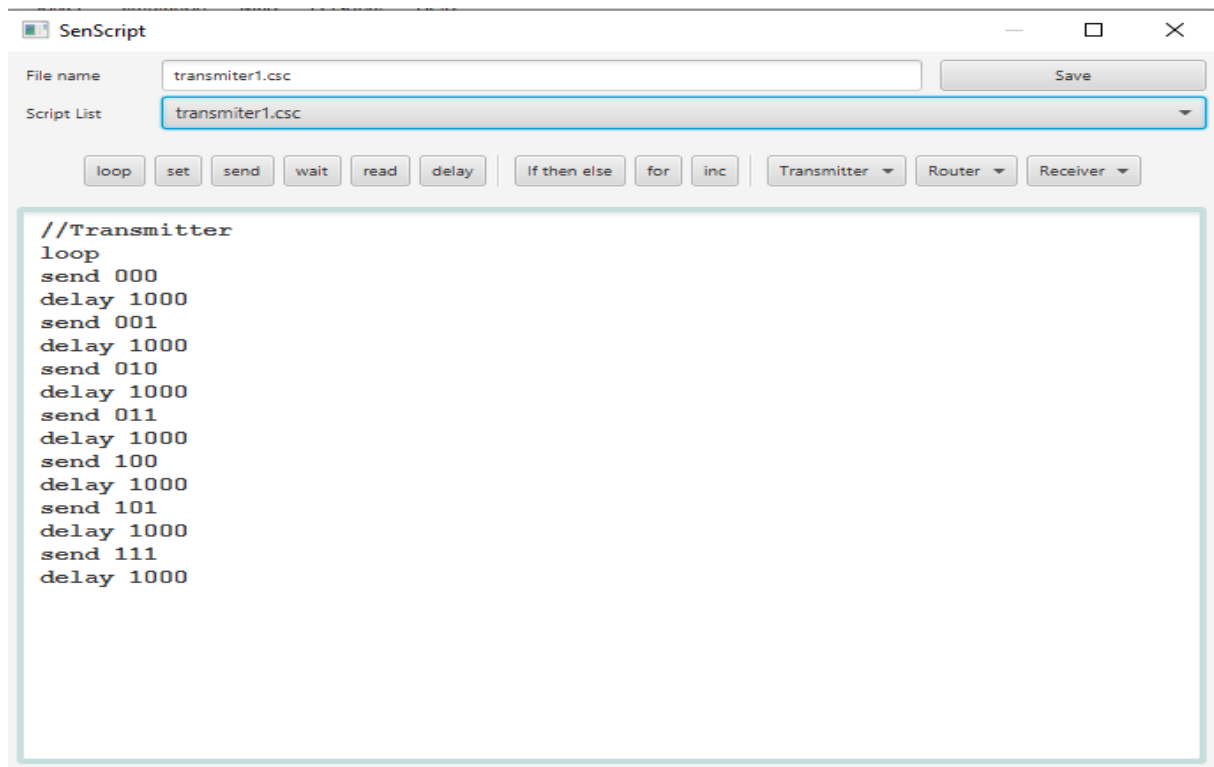 SenScript
File name transmiter1.csc Save
Script List transmiter1.csc
loop set send wait read delay If then else for inc Transmitter Router Receiver
//Transmitter
loop
send 000
delay 1000
send 001
delay 1000
send 010
delay 1000
send 011
delay 1000
send 100
delay 1000
send 101
delay 1000
send 111
delay 1000